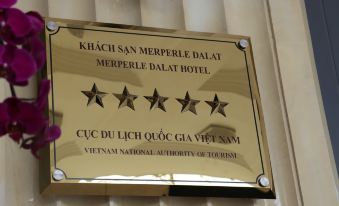 KHÁCH SẠN MERPERLE DALAT
MERPERLE DALAT HOTEL
CỤC DU LỊCH QUỐC GIA VIỆT NAM
VIETNAM NATIONAL AUTHORITY OF TOURISM